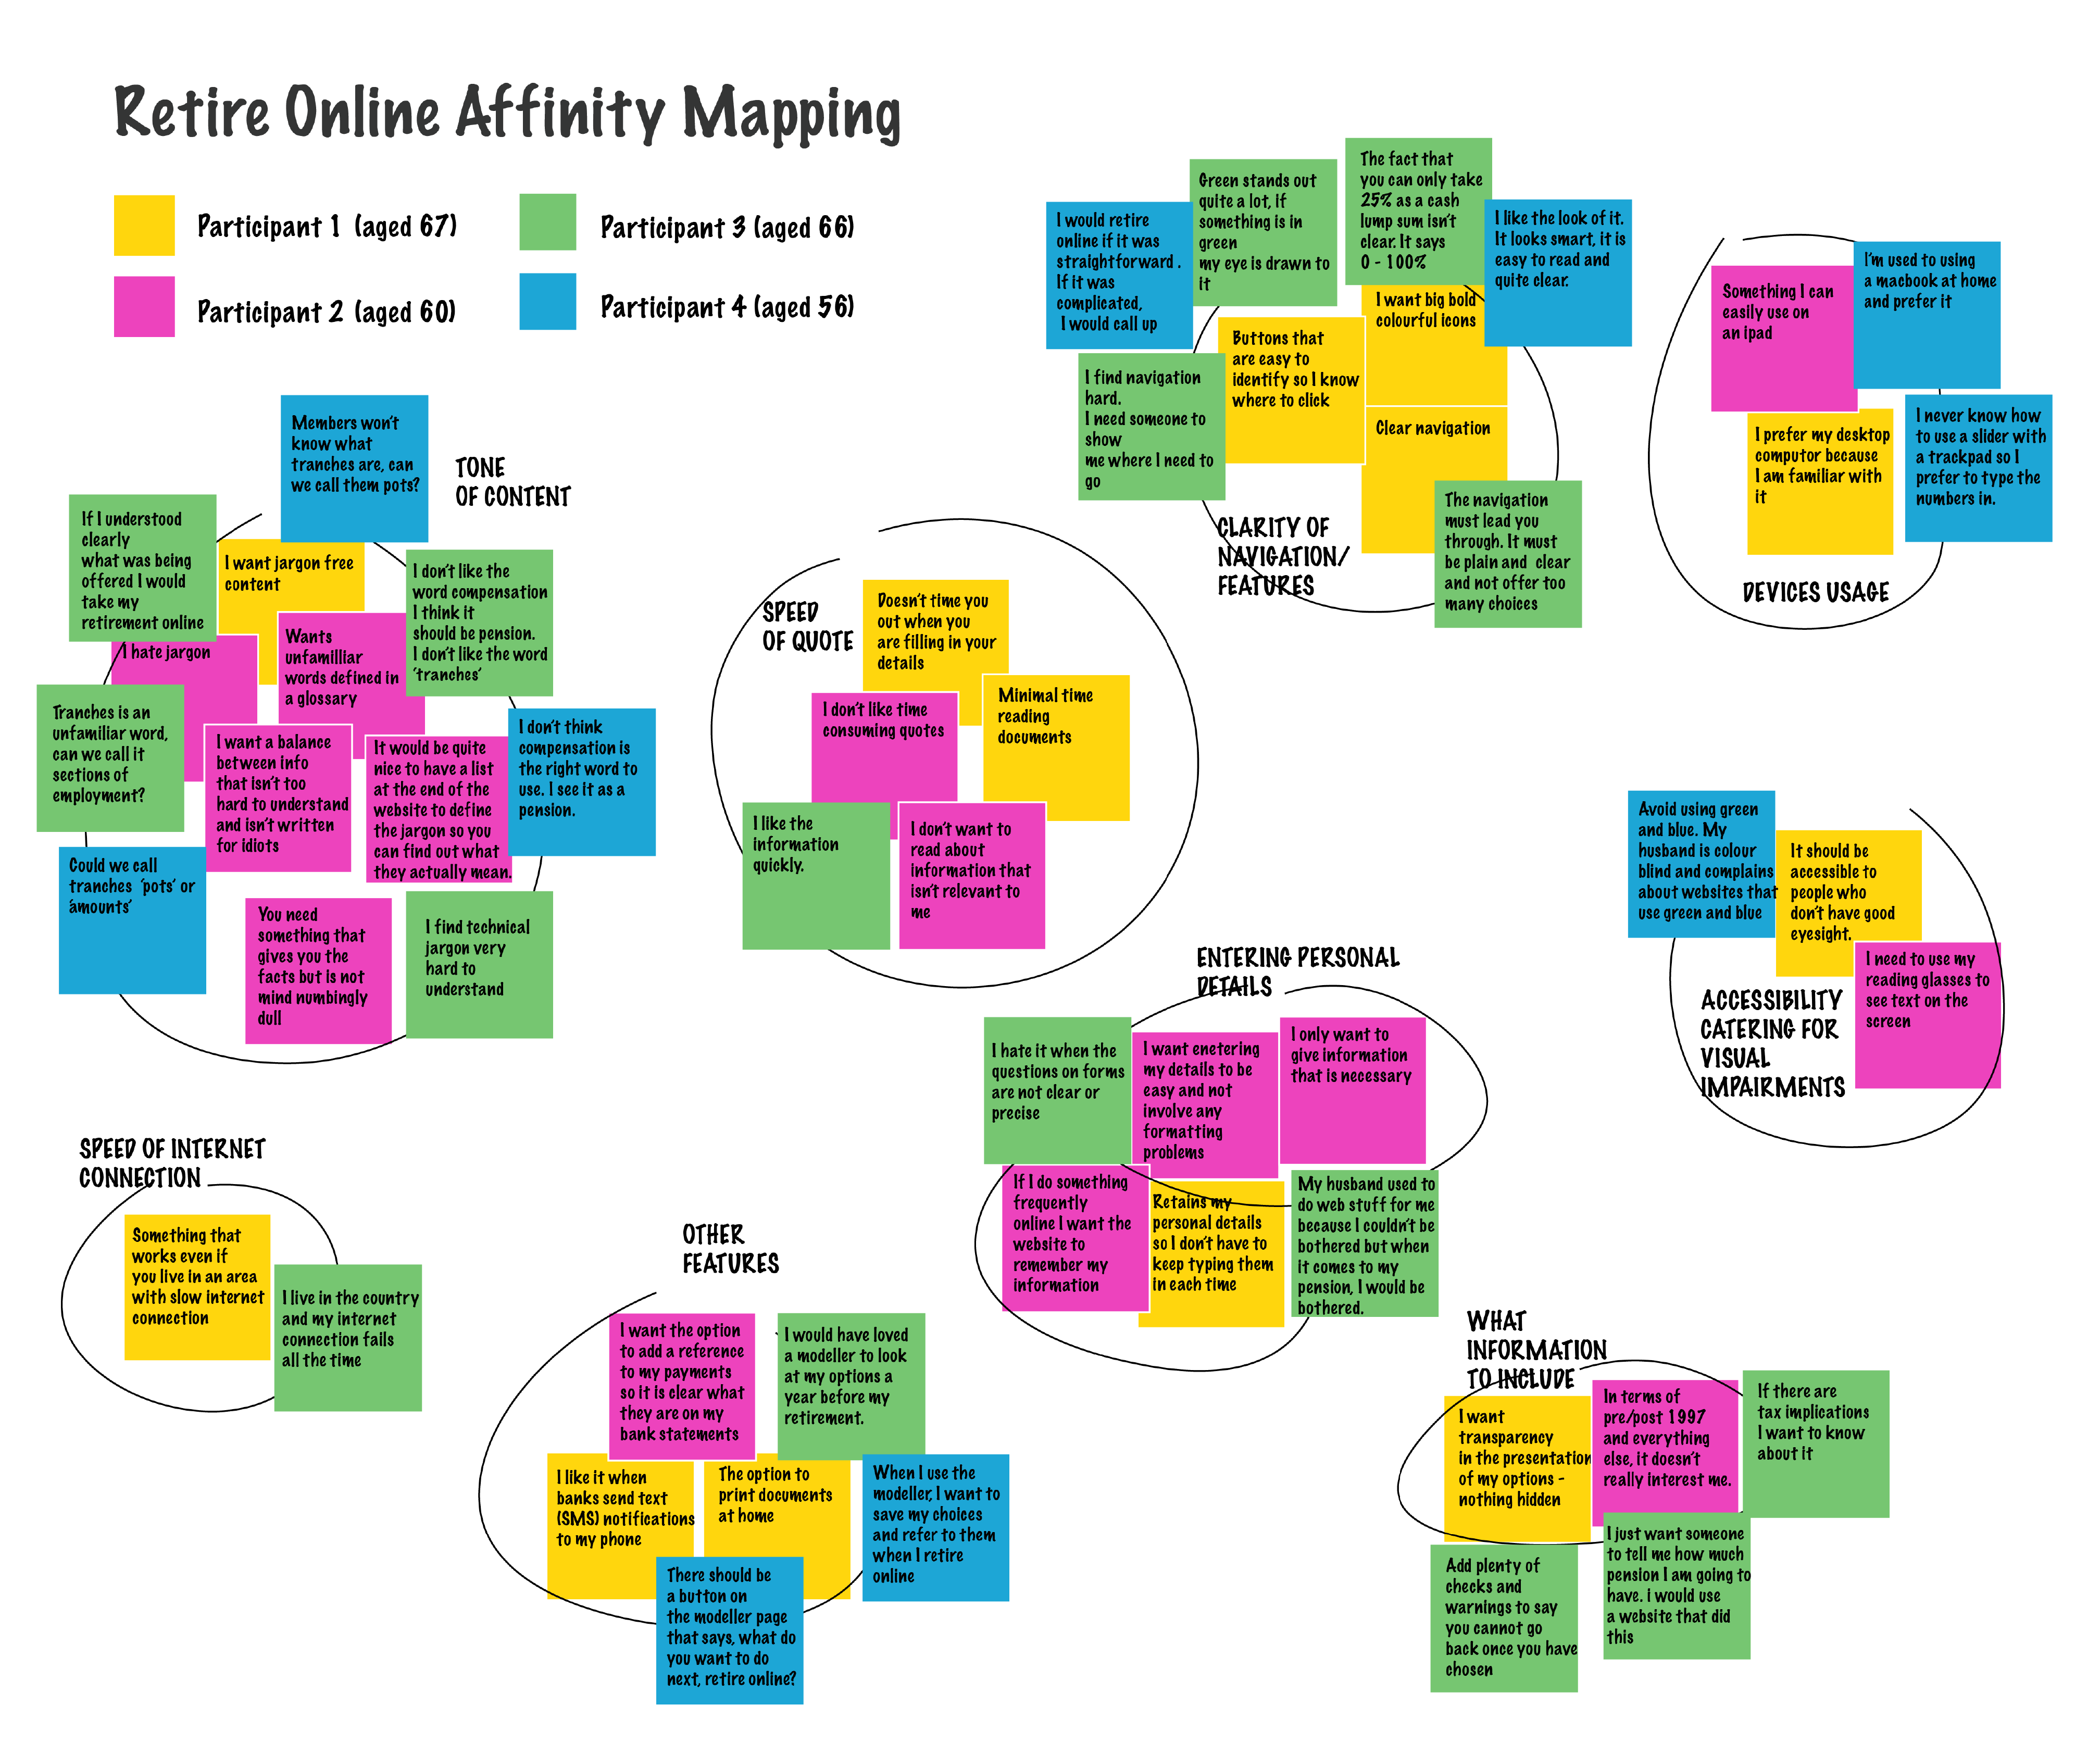 Retire Online Affinity Mapping
Participant 1 (aged 67)
Participant 3 (aged 66)
Participant 2 (aged 60)
Participant 4 (aged 56)
TONE
OF CONTENT
Members won't
know what
tranches are, can
we call them pots?
If I understood
clearly
what was being
offered I would
take my
retirement online
I want jargon free
content
I don't like the
word compensation
I think it
should be pension.
I don't like the word
'tranches'
I hate jargon
Wants
unfamilliar
words defined in
a glossary
Tranches is an
unfamiliar word,
can we call it
sections of
employment?
I want a balance
between info
that isn't too
hard to understand
and isn't written
for idiots
It would be quite
nice to have a list
at the end of the
website to define
the jargon so you
can find out what
they actually mean.
I don't think
compensation is
the right word to
use. I see it as a
pension.
Could we call
tranches 'pots' or
'amounts'
You need
something that
gives you the
facts but is not
mind numbingly
dull
I find technical
jargon very
hard to
understand
SPEED
OF QUOTE
Doesn't time you
out when you
are filling in your
details
Minimal time
reading
documents
I don't like time
consuming quotes
I like the
information
quickly.
I don't want to
read about
information that
isn't relevant to
me
CLARITY OF
NAVIGATION/
FEATURES
I would retire
online if it was
straightforward .
If it was
complicated,
I would call up
Green stands out
quite a lot, if
something is in
green
my eye is drawn to
it
The fact that
you can only take
25% as a cash
lump sum isn't
clear. It says
0 - 100%
I like the look of it.
It looks smart, it is
easy to read and
quite clear.
I want big bold
colourful icons
Buttons that
are easy to
identify so I know
where to click
I find navigation
hard.
I need someone to
show
me where I need to
go
Clear navigation
The navigation
must lead you
through. It must
be plain and clear
and not offer too
many choices
DEVICES USAGE
Something I can
easily use on
an ipad
I'm used to using
a macbook at home
and prefer it
I prefer my desktop
computor because
I am familiar with
it
I never know how
to use a slider with
a trackpad so I
prefer to type the
numbers in.
ACCESSIBILITY
CATERING FOR
VISUAL
IMPAIRMENTS
Avoid using green
and blue. My
husband is colour
blind and complains
about websites that
use green and blue
It should be
accessible to
people who
don't have good
eyesight.
I need to use my
reading glasses to
see text on the
screen
ENTERING PERSONAL
DETAILS
I hate it when the
questions on forms
are not clear or
precise
I want enetering
my details to be
easy and not
involve any
formatting
problems
I only want to
give information
that is necessary
If I do something
frequently
online I want the
website to
remember my
information
Retains my
personal details
so I don't have to
keep typing them
in each time
My husband used to
do web stuff for me
because I couldn't be
bothered but when
it comes to my
pension, I would be
bothered.
SPEED OF INTERNET
CONNECTION
Something that
works even if
you live in an area
with slow internet
connection
I live in the country
and my internet
connection fails
all the time
OTHER
FEATURES
I want the option
to add a reference
to my payments
so it is clear what
they are on my
bank statements
I would have loved
a modeller to look
at my options a
year before my
retirement.
I like it when
banks send text
(SMS) notifications
to my phone
The option to
print documents
at home
When I use the
modeller, I want to
save my choices
and refer to them
when I retire
online
There should be
a button on
the modeller page
that says, what do
you want to do
next, retire online?
WHAT
INFORMATION
TO INCLUDE
I want
transparency
in the presentation
of my options -
nothing hidden
In terms of
pre/post 1997
and everything
else, it doesn't
really interest me.
If there are
tax implications
I want to know
about it
Add plenty of
checks and
warnings to say
you cannot go
back once you have
chosen
I just want someone
to tell me how much
pension I am going to
have. i would use
a website that did
this